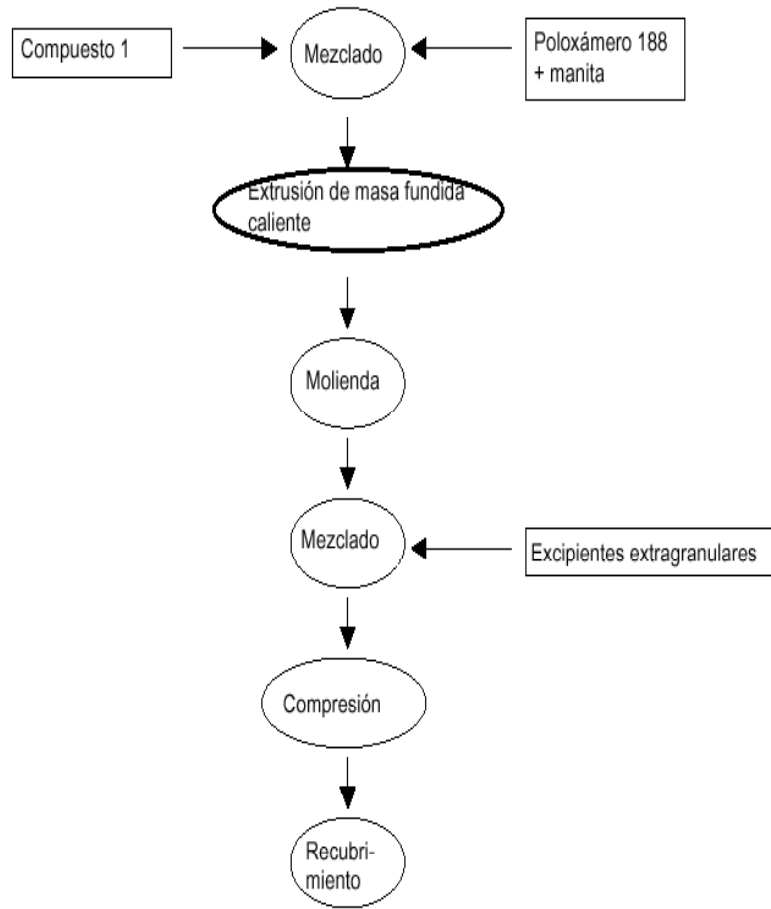 Compuesto 1
Mezclado
Poloxámero 188
+ manita
Extrusión de masa fundida
caliente
Molienda
Mezclado
Excipientes extragranulares
Compresión
Recubri-
miento